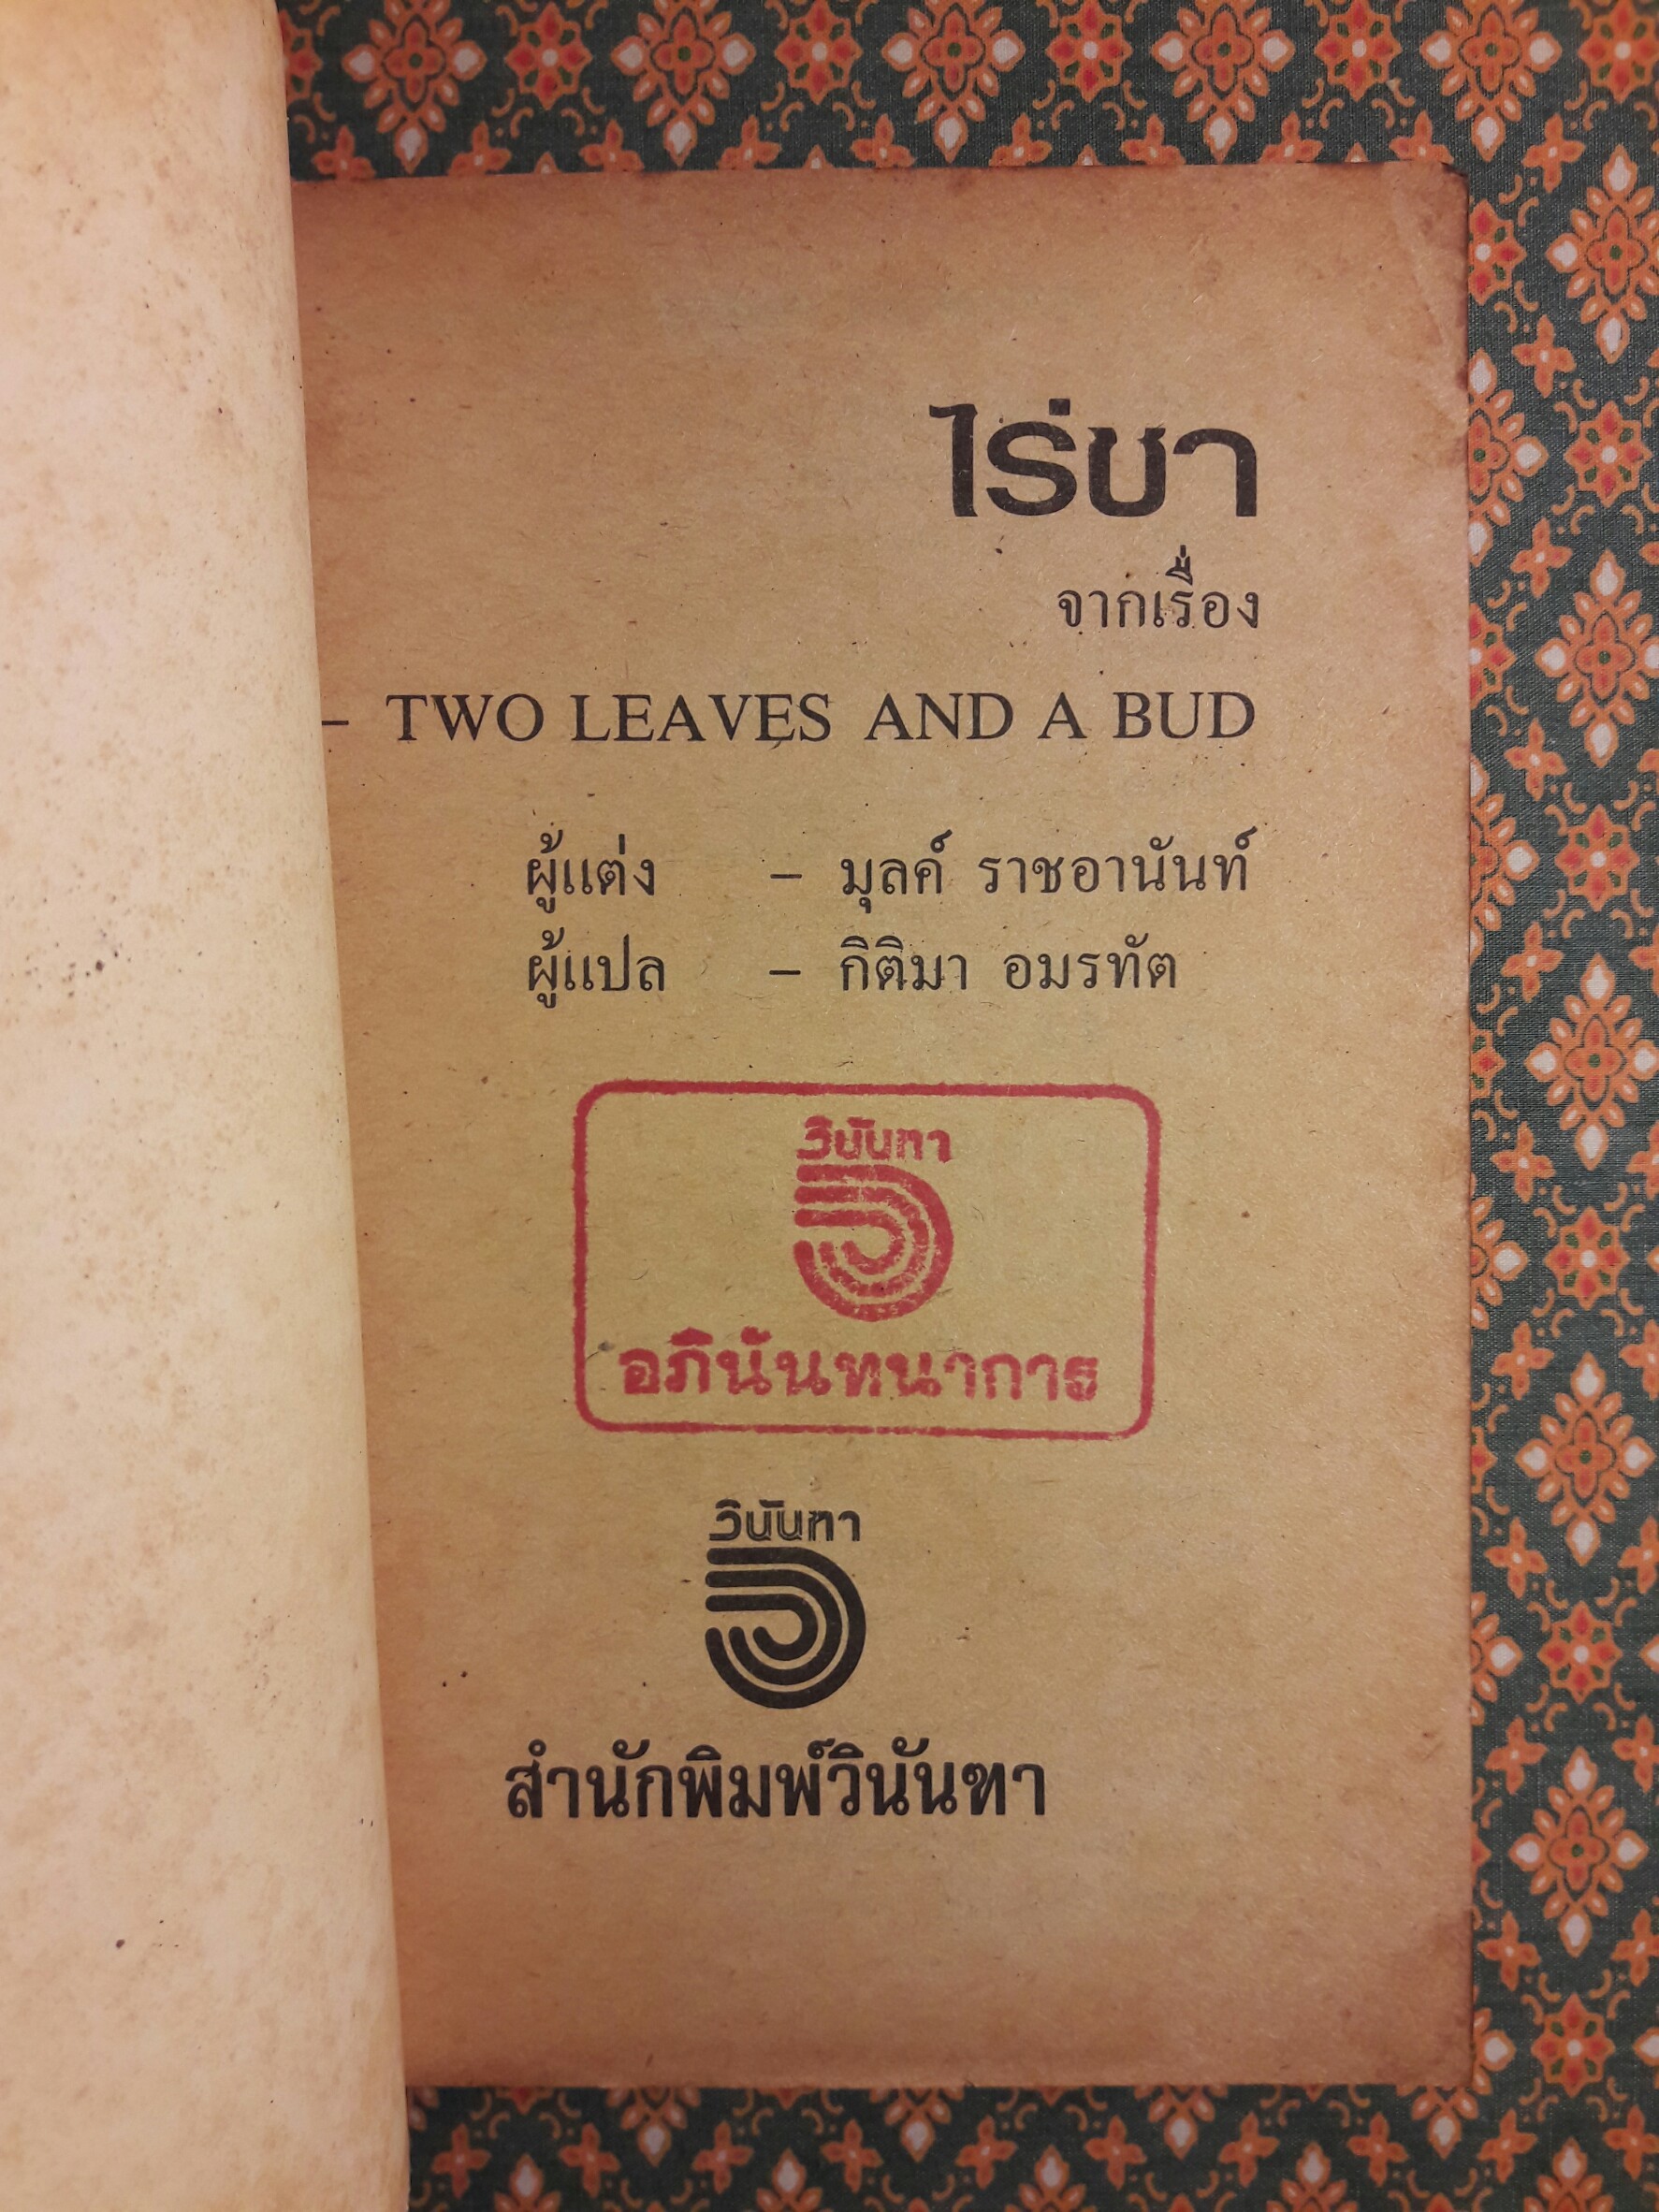 ไร่ชา
จากเรื่อง
– TWO LEAVES AND A BUD
ผู้แต่ง – มุลค์ ราชอานันท์
ผู้แปล – กิติมา อมรทัต
วินันทา
อภินันทนาการ
วินันทา
สำนักพิมพ์วินันฑา